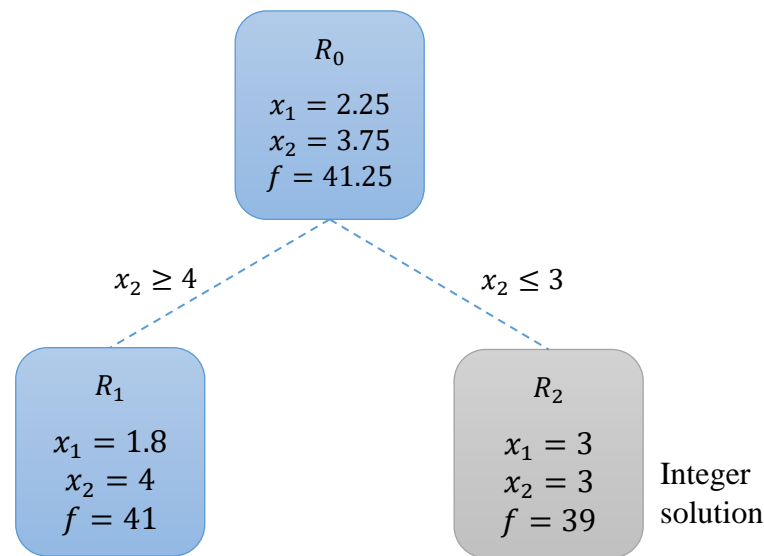 R₀
x₁ = 2.25
x₂ = 3.75
f = 41.25
x₂ ≥ 4
x₂ ≤ 3
R₁
x₁ = 1.8
x₂ = 4
f = 41
R₂
x₁ = 3
x₂ = 3
f = 39
Integer
solution